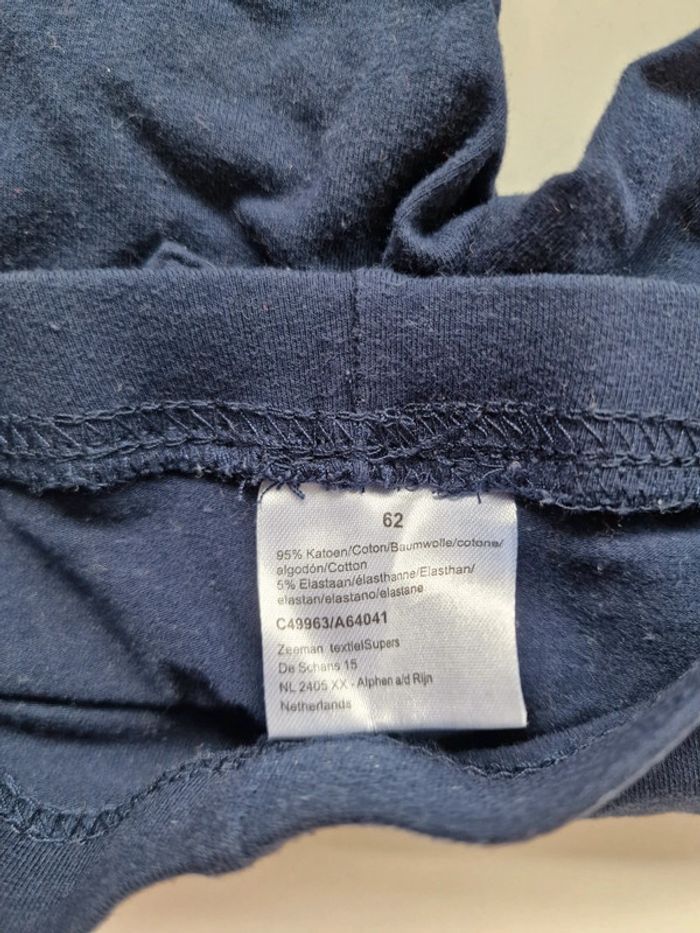 62
95% Katoen/Coton/Baumwolle/cotone/
algodón/Cotton
5% Elastaan/élasthanne/Elasthan/
elastan/elastano/elastane
C49963/A64041
Zeeman textielSupers
De Schans 15
NL 2405 XX - Alphen a/d Rijn
Netherlands